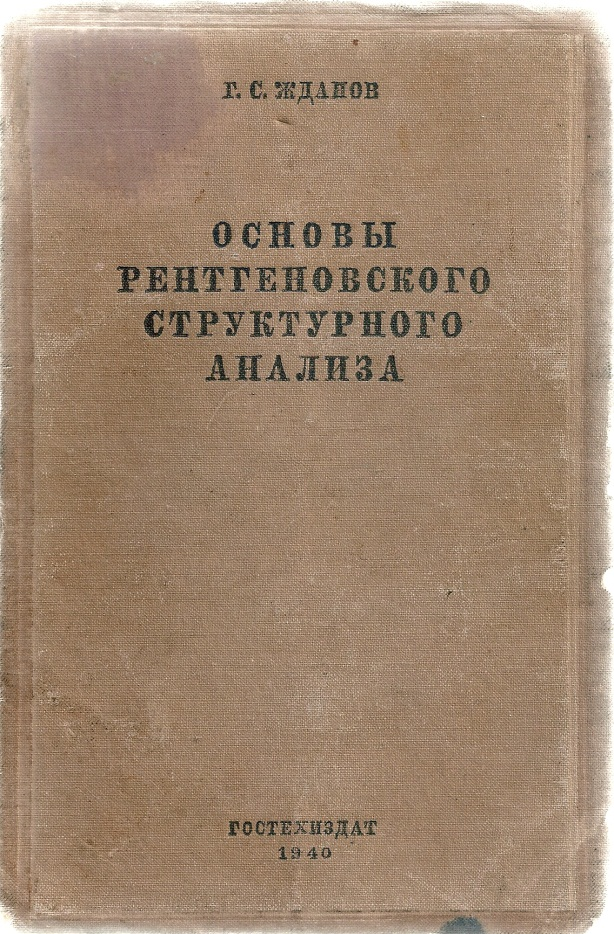 Г. С. ЖДАНОВ
ОСНОВЫ
РЕНТГЕНОВСКОГО
СТРУКТУРНОГО
АНАЛИЗА
ГОСТЕХИЗДАТ
1940